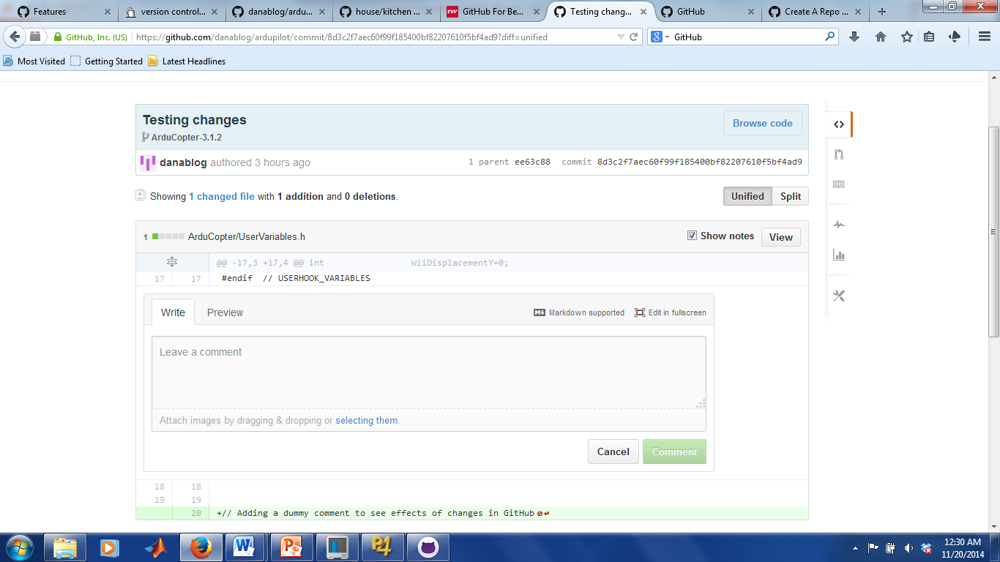 Features
version control...
danablog/ardu...
house/kitchen ...
GitHub For Be...
Testing chang...
GitHub
Create A Repo ...
GitHub, Inc. (US)
https://github.com/danablog/ardupilot/commit/8d3c2f7aec60f99f185400bf82207610f5bf4ad9?diff=unified
GitHub
Most Visited
Getting Started
Latest Headlines
Testing changes
Browse code
ArduCopter-3.1.2
danablog authored 3 hours ago
1 parent ee63c88 commit 8d3c2f7aec60f99f185400bf82207610f5bf4ad9
Showing 1 changed file with 1 addition and 0 deletions.
Unified
Split
1 ArduCopter/UserVariables.h
Show notes
View
@@ -17,3 +17,4 @@ int WiiDisplacementY=0;
17 17 #endif // USERHOOK_VARIABLES
Write
Preview
Markdown supported
Edit in fullscreen
Leave a comment
Attach images by dragging & dropping or selecting them.
Cancel
Comment
18 18
19 19
20 +// Adding a dummy comment to see effects of changes in GitHub
12:30 AM
11/20/2014